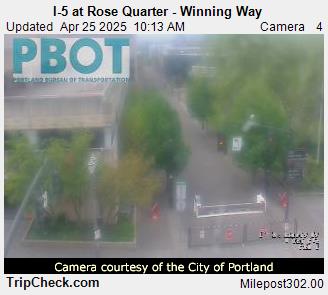 I-5 at Rose Quarter - Winning Way
Updated Apr 25 2025 10:13 AM Camera 4
PBOT
PORTLAND BUREAU OF TRANSPORTATION
Camera courtesy of the City of Portland
TripCheck.com Milepost302.00